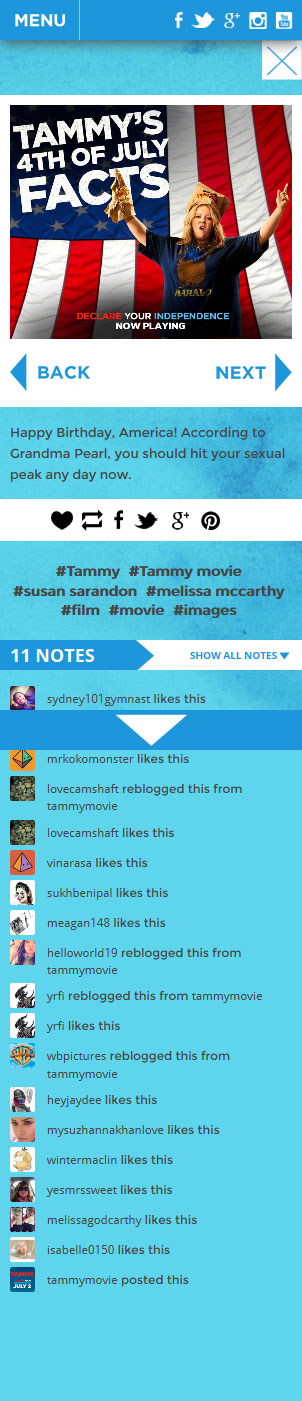 MENU
TAMMY'S
4TH OF JULY
FACTS
DECLARE YOUR INDEPENDENCE
NOW PLAYING
BACK
NEXT
Happy Birthday, America! According to
Grandma Pearl, you should hit your sexual
peak any day now.
#Tammy #Tammy movie
#susan sarandon #melissa mccarthy
#film #movie #images
11 NOTES
SHOW ALL NOTES
sydney101gymnast likes this
mrkokomonster likes this
lovecamshaft reblogged this from
tammymovie
lovecamshaft likes this
vinarasa likes this
sukhbenipal likes this
meagan148 likes this
helloworld19 reblogged this from
tammymovie
yrfi reblogged this from tammymovie
yrfi likes this
wbpictures reblogged this from
tammymovie
heyjaydee likes this
mysuzhannakhanlove likes this
wintermaclin likes this
yesmrssweet likes this
melissagodcarthy likes this
isabelle0150 likes this
TAMMY
JULY 2
tammymovie posted this